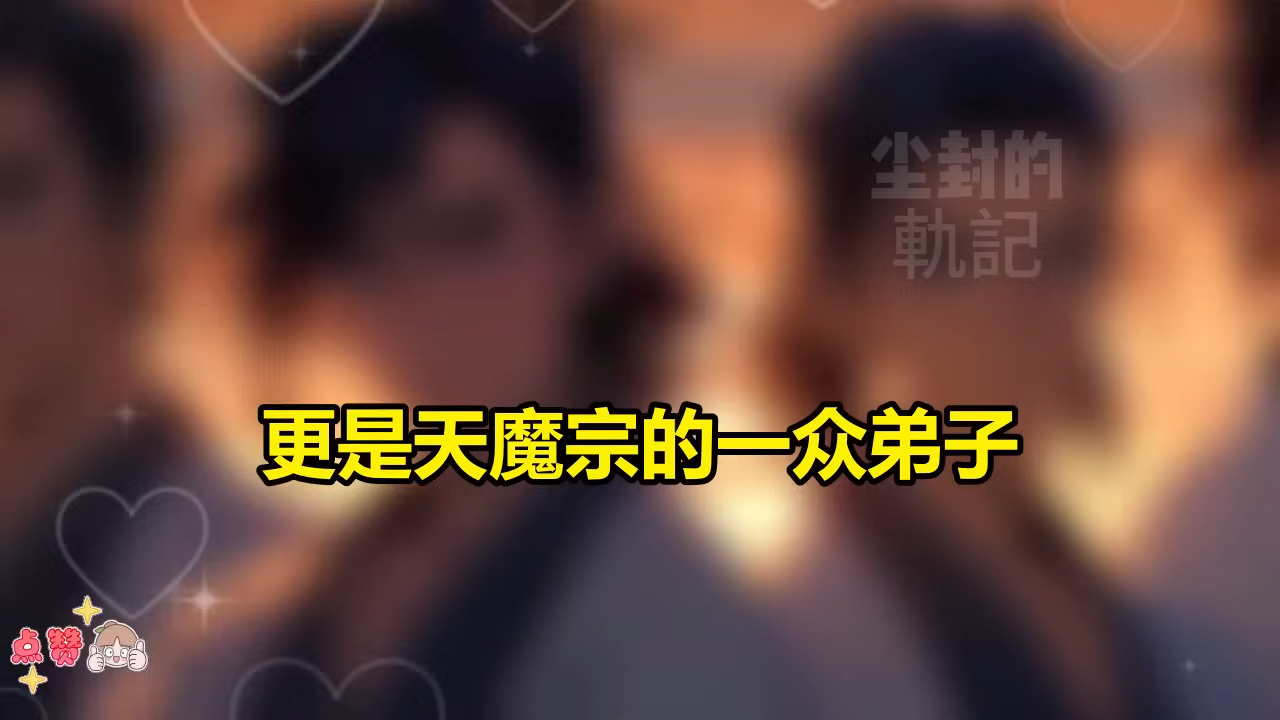 尘封的
軌記
更是天魔宗的一众弟子
点赞